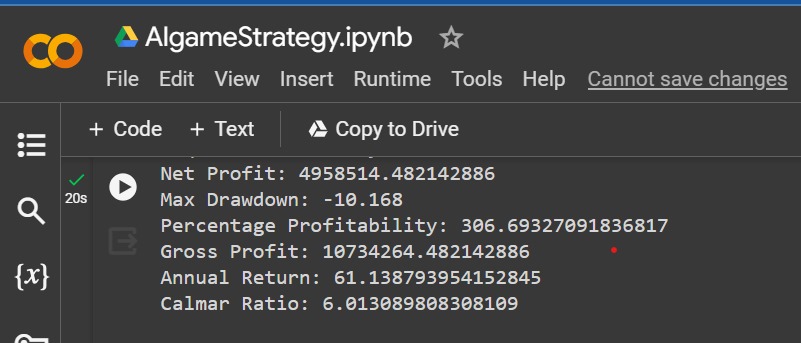 AlgameStrategy.ipynb
File Edit View Insert Runtime Tools Help Cannot save changes
+ Code + Text Copy to Drive
20s
Net Profit: 4958514.482142886
Max Drawdown: -10.168
Percentage Profitability: 306.69327091836817
Gross Profit: 10734264.482142886
Annual Return: 61.138793954152845
Calmar Ratio: 6.013089808308109
{x}